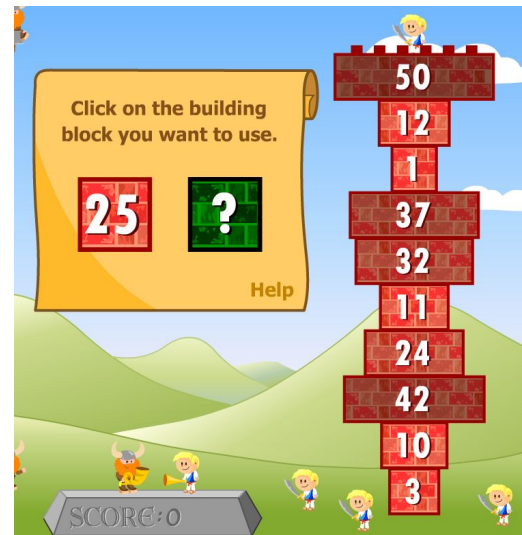 Click on the building
block you want to use.
25 ?
Help
50
12
1
37
32
11
24
42
10
3
SCORE:0